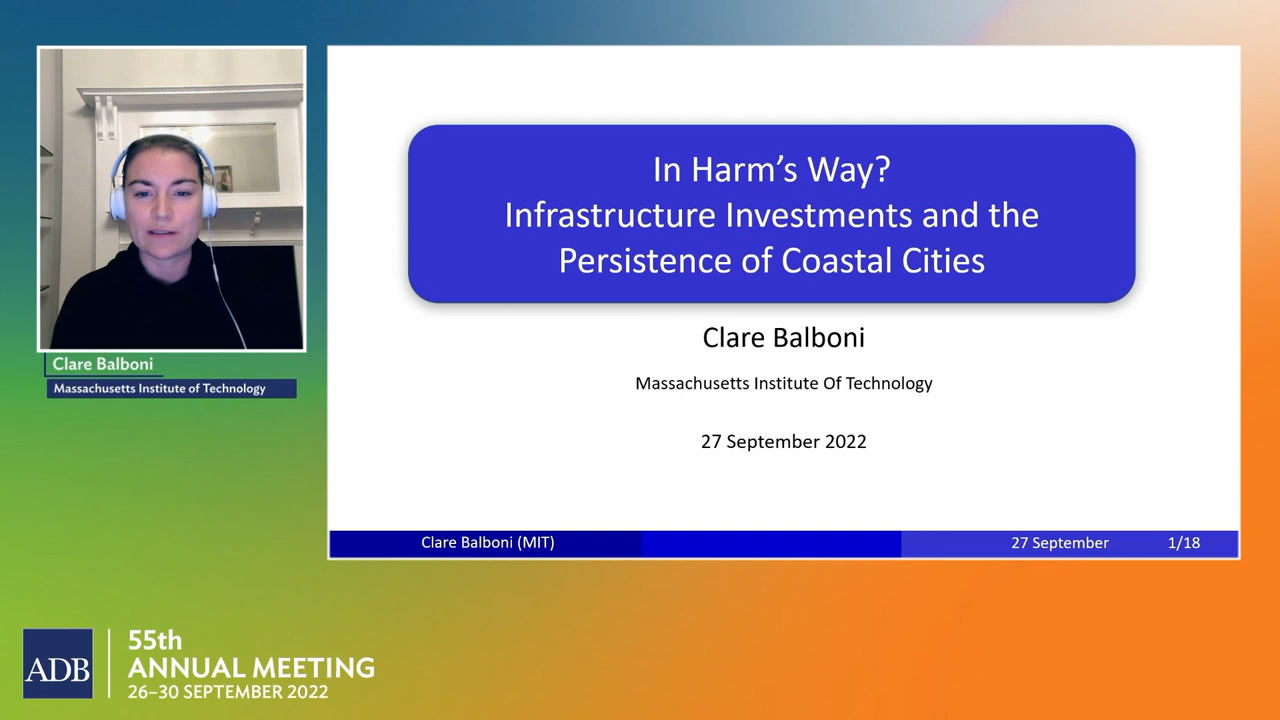 In Harm's Way?
Infrastructure Investments and the
Persistence of Coastal Cities
Clare Balboni
Massachusetts Institute Of Technology
27 September 2022
Clare Balboni (MIT)
27 September
1/18
Clare Balboni
Massachusetts Institute of Technology
ADB
55th
ANNUAL MEETING
26–30 SEPTEMBER 2022